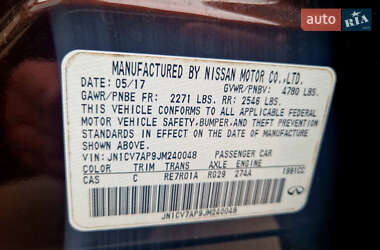 auto RIA
MANUFACTURED BY NISSAN MOTOR CO.,LTD.
DATE: 05/17 GVWR/PNBV: 4780 LBS.
GAWR/PNBE FR: 2271 LBS. RR: 2546 LBS.
THIS VEHICLE CONFORMS TO ALL APPLICABLE FEDERAL
MOTOR VEHICLE SAFETY,BUMPER, AND THEFT PREVENTION
STANDARDS IN EFFECT ON THE DATE OF MANUFACTURE
SHOWN ABOVE.
VIN: JN1CV7AP9JM240048 PASSENGER CAR
COLOR TRIM TRANS AXLE ENGINE
CAS C RE7R01A R029 274A 1991CC
JN1CV7AP9JM240048